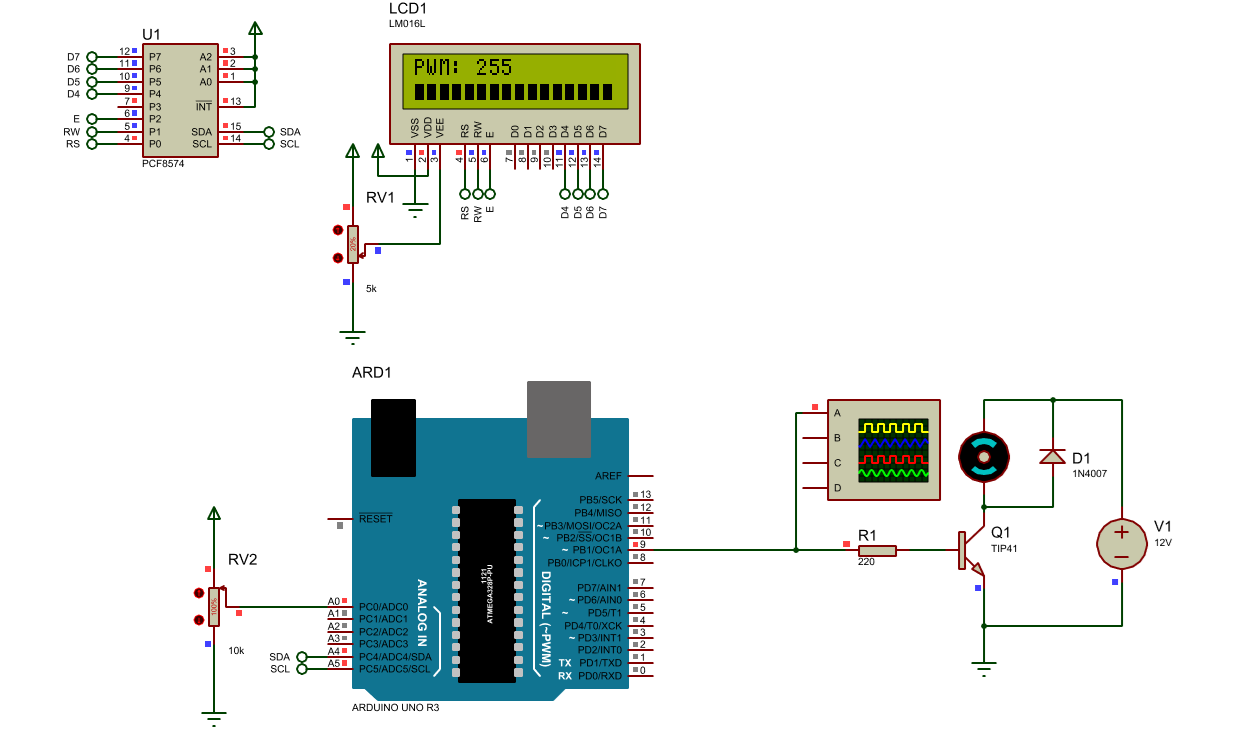 U1
D7 12 P7 A2 3
D6 11 P6 A1 2
D5 10 P5 A0 1
D4 9 P4
7 P3 INT 13
E 6 P2
RW 5 P1 SDA 15 SDA
RS 4 P0 SCL 14 SCL
PCF8574
LCD1
LM016L
PWM: 255
VSS VDD VEE RS RW E D0 D1 D2 D3 D4 D5 D6 D7
1 2 3 4 5 6 7 8 9 10 11 12 13 14
RS RW E D4 D5 D6 D7
RV1
20%
5k
ARD1
AREF
PB5/SCK 13
PB4/MISO 12
~PB3/MOSI/OC2A 11
~ PB2/SS/OC1B 10
~ PB1/OC1A 9
PB0/ICP1/CLKO 8
PD7/AIN1 7
~ PD6/AIN0 6
~ PD5/T1 5
PD4/T0/XCK 4
~ PD3/INT1 3
PD2/INT0 2
TX PD1/TXD 1
RX PD0/RXD 0
RESET
1121
ATMEGA328P-PU
ANALOG IN
DIGITAL (~PWM)
A0 PC0/ADC0
A1 PC1/ADC1
A2 PC2/ADC2
A3 PC3/ADC3
SDA A4 PC4/ADC4/SDA
SCL A5 PC5/ADC5/SCL
ARDUINO UNO R3
RV2
100%
10k
A
B
C
D
R1
220
Q1
TIP41
D1
1N4007
V1
12V